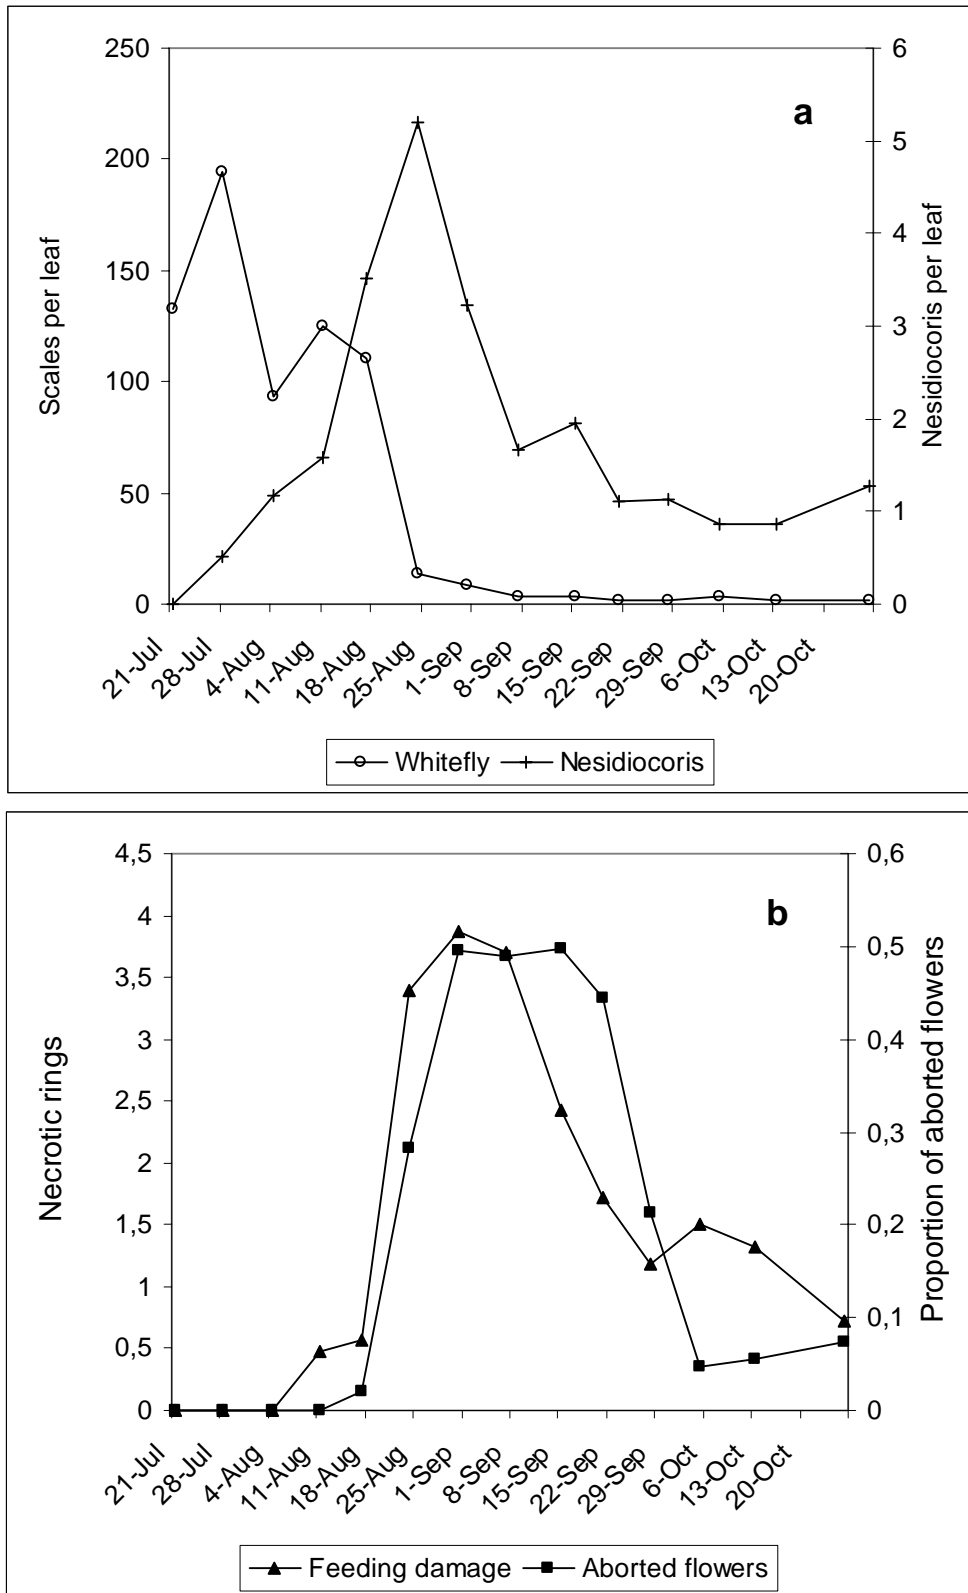 a
250
200
150
100
50
0
Scales per leaf
6
5
4
3
2
1
0
Nesidiocoris per leaf
21-Jul
28-Jul
4-Aug
11-Aug
18-Aug
25-Aug
1-Sep
8-Sep
15-Sep
22-Sep
29-Sep
6-Oct
13-Oct
20-Oct
Whitefly
Nesidiocoris
b
4,5
4
3,5
3
2,5
2
1,5
1
0,5
0
Necrotic rings
0,6
0,5
0,4
0,3
0,2
0,1
0
Proportion of aborted flowers
21-Jul
28-Jul
4-Aug
11-Aug
18-Aug
25-Aug
1-Sep
8-Sep
15-Sep
22-Sep
29-Sep
6-Oct
13-Oct
20-Oct
Feeding damage
Aborted flowers